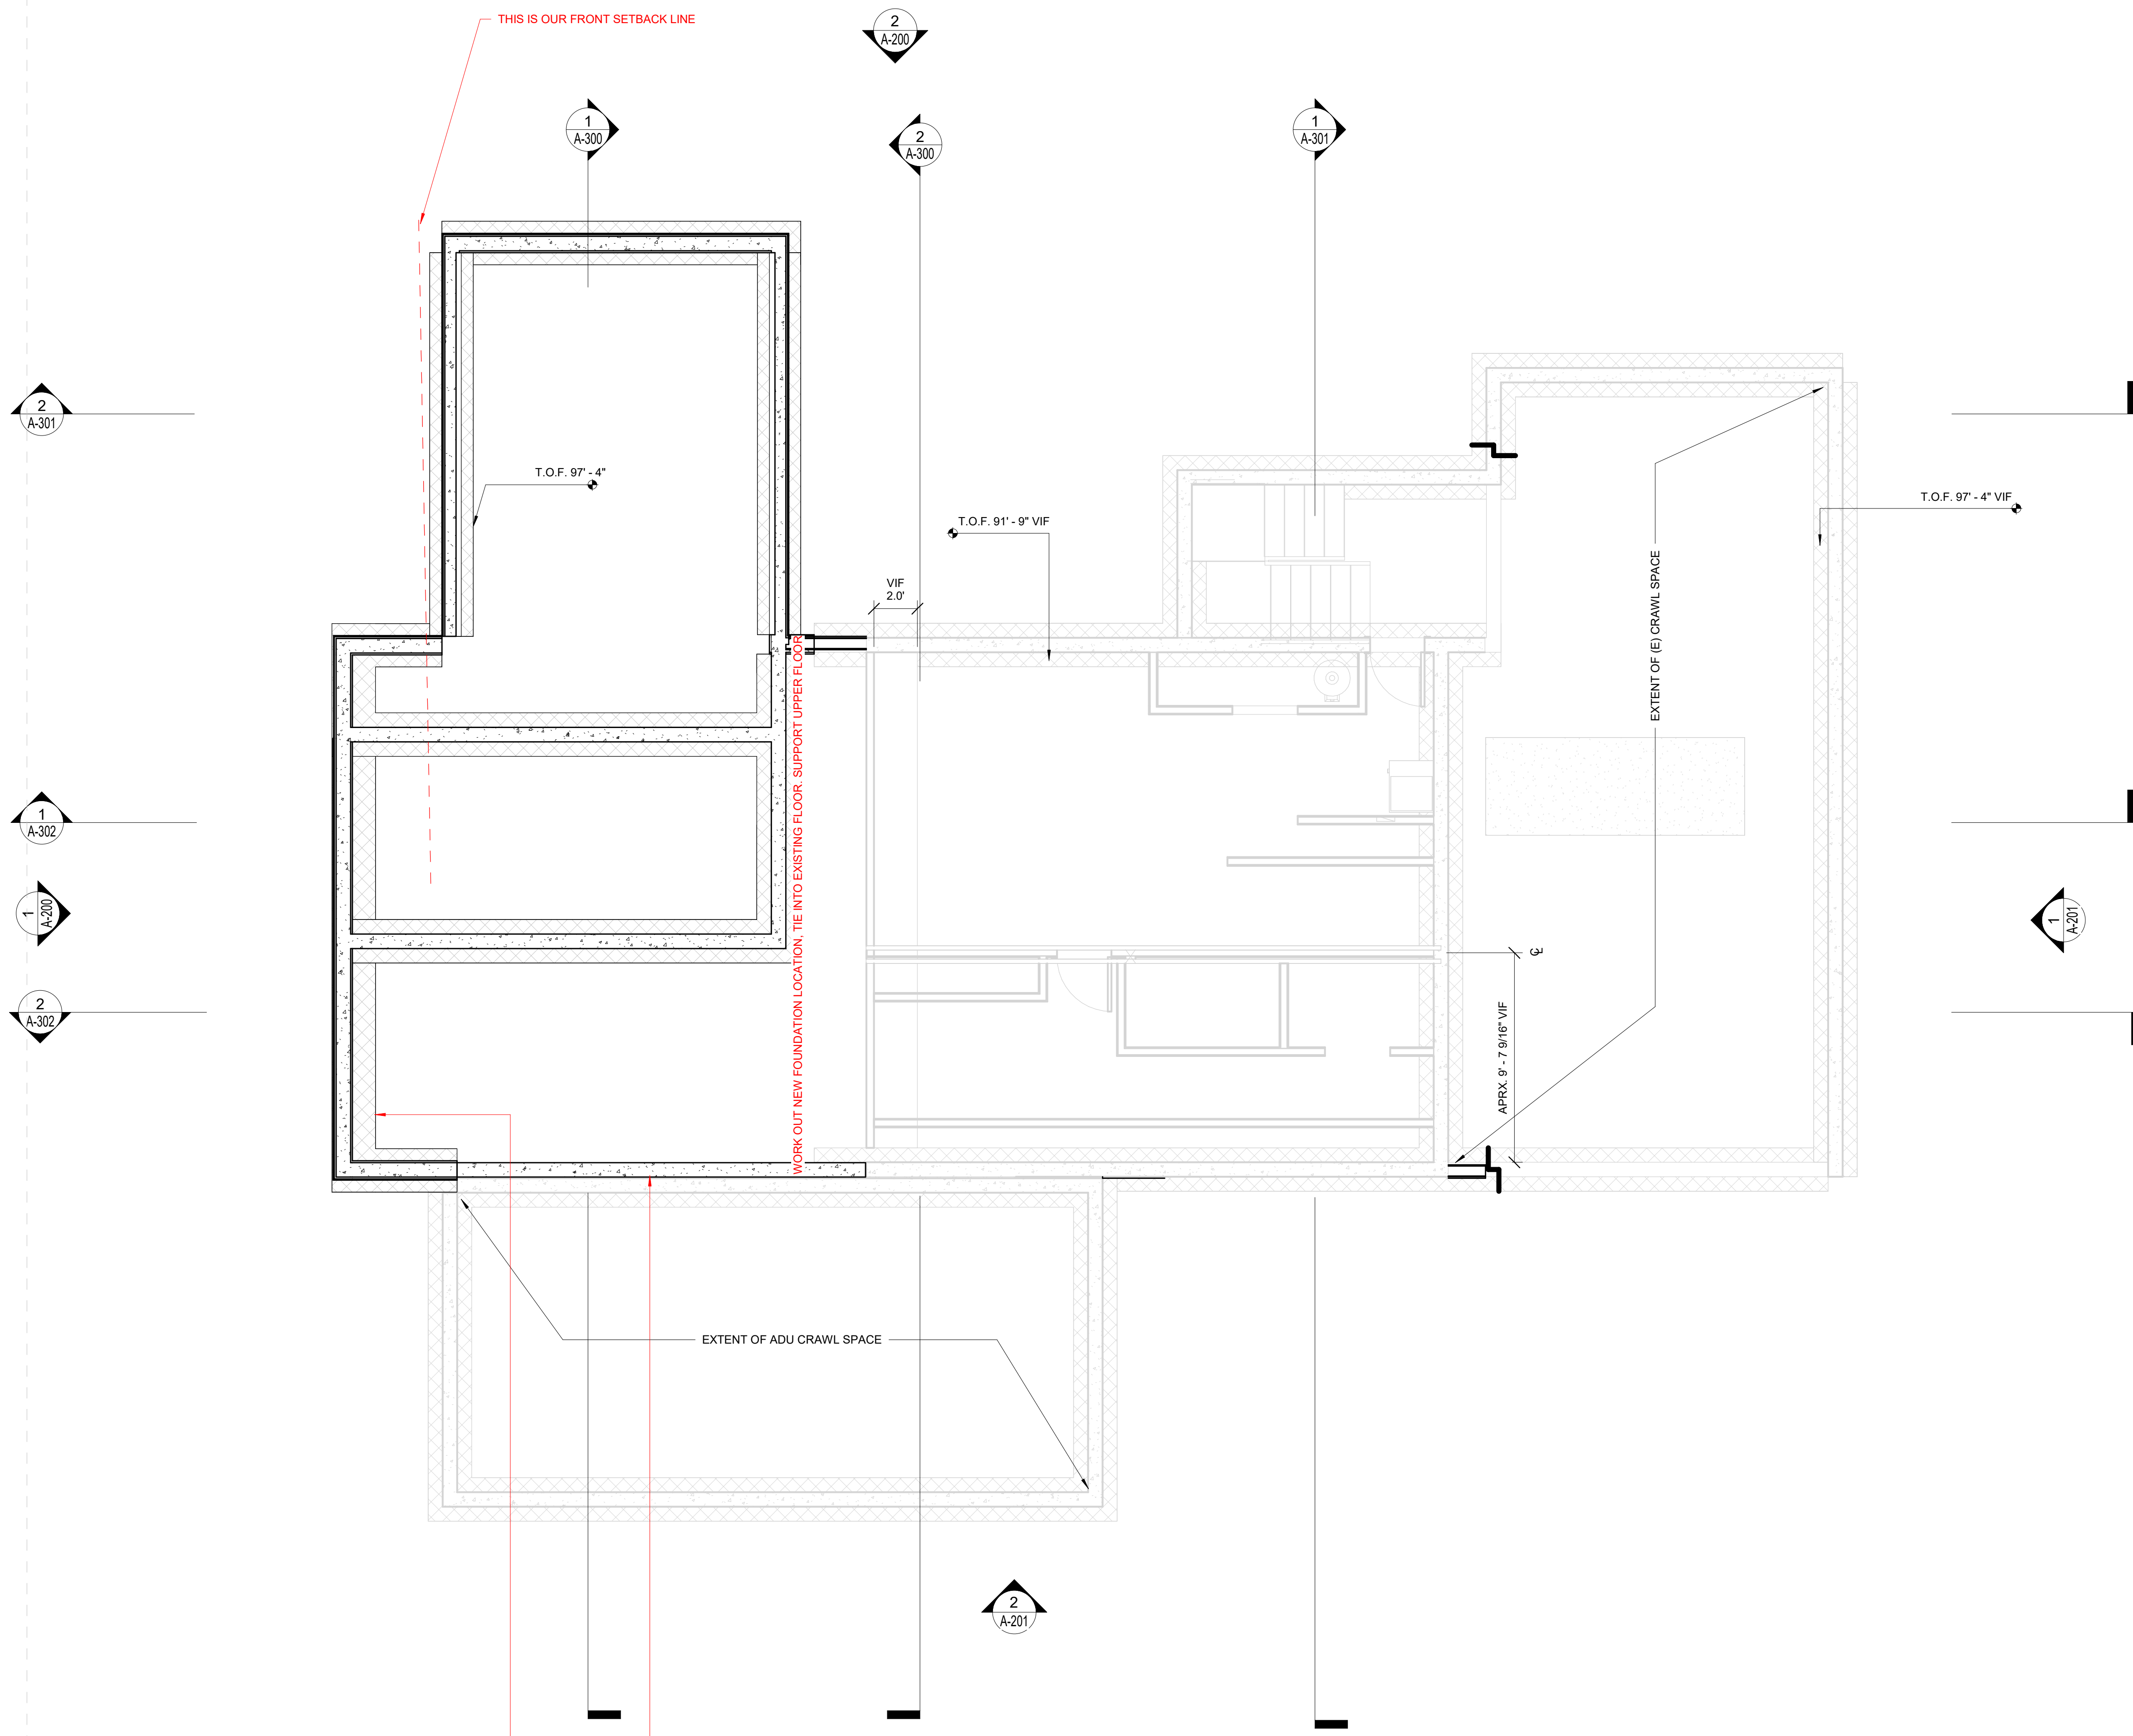 THIS IS OUR FRONT SETBACK LINE
2
A-200
1
A-300
2
A-300
1
A-301
2
A-301
T.O.F. 97' - 4"
T.O.F. 91' - 9" VIF
T.O.F. 97' - 4" VIF
VIF
2.0'
EXTENT OF (E) CRAWL SPACE
WORK OUT NEW FOUNDATION LOCATION, TIE INTO EXISTING FLOOR. SUPPORT UPPER FLOOR
1
A-302
1
A-200
1
A-201
2
A-302
CL
APRX. 9' - 7 9/16" VIF
EXTENT OF ADU CRAWL SPACE
2
A-201